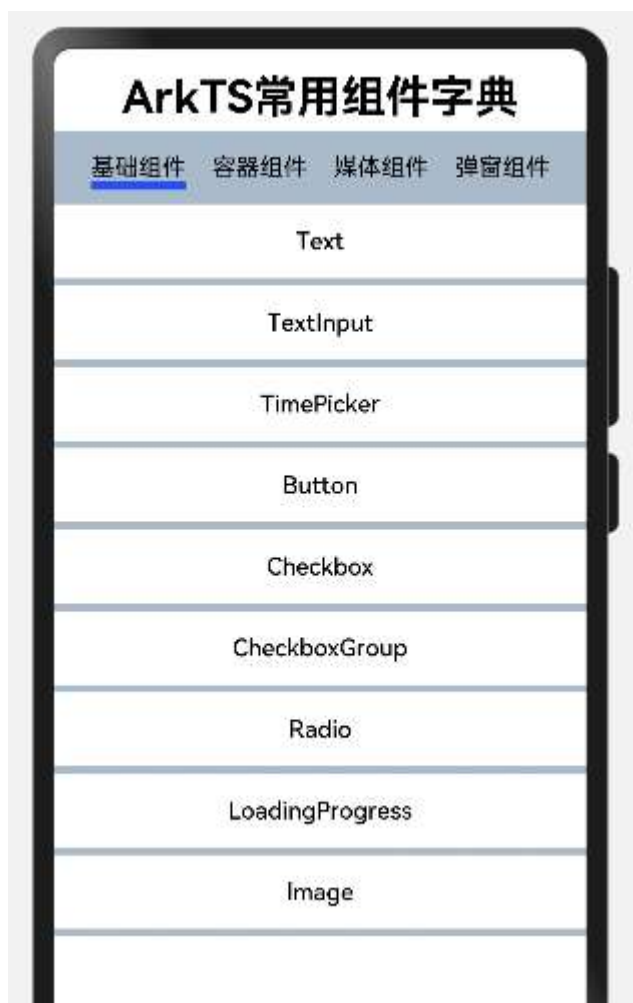 ArkTS常用组件字典
基础组件 容器组件 媒体组件 弹窗组件
Text
TextInput
TimePicker
Button
Checkbox
CheckboxGroup
Radio
LoadingProgress
Image